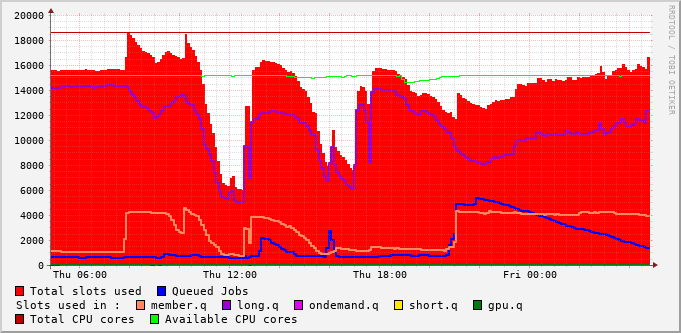 20000
18000
16000
14000
12000
10000
8000
6000
4000
2000
0
Thu 06:00 Thu 12:00 Thu 18:00 Fri 00:00
RRDTOOL / TOBI OETIKER
Total slots used Queued Jobs
Slots used in : member.q long.q ondemand.q short.q gpu.q
Total CPU cores Available CPU cores